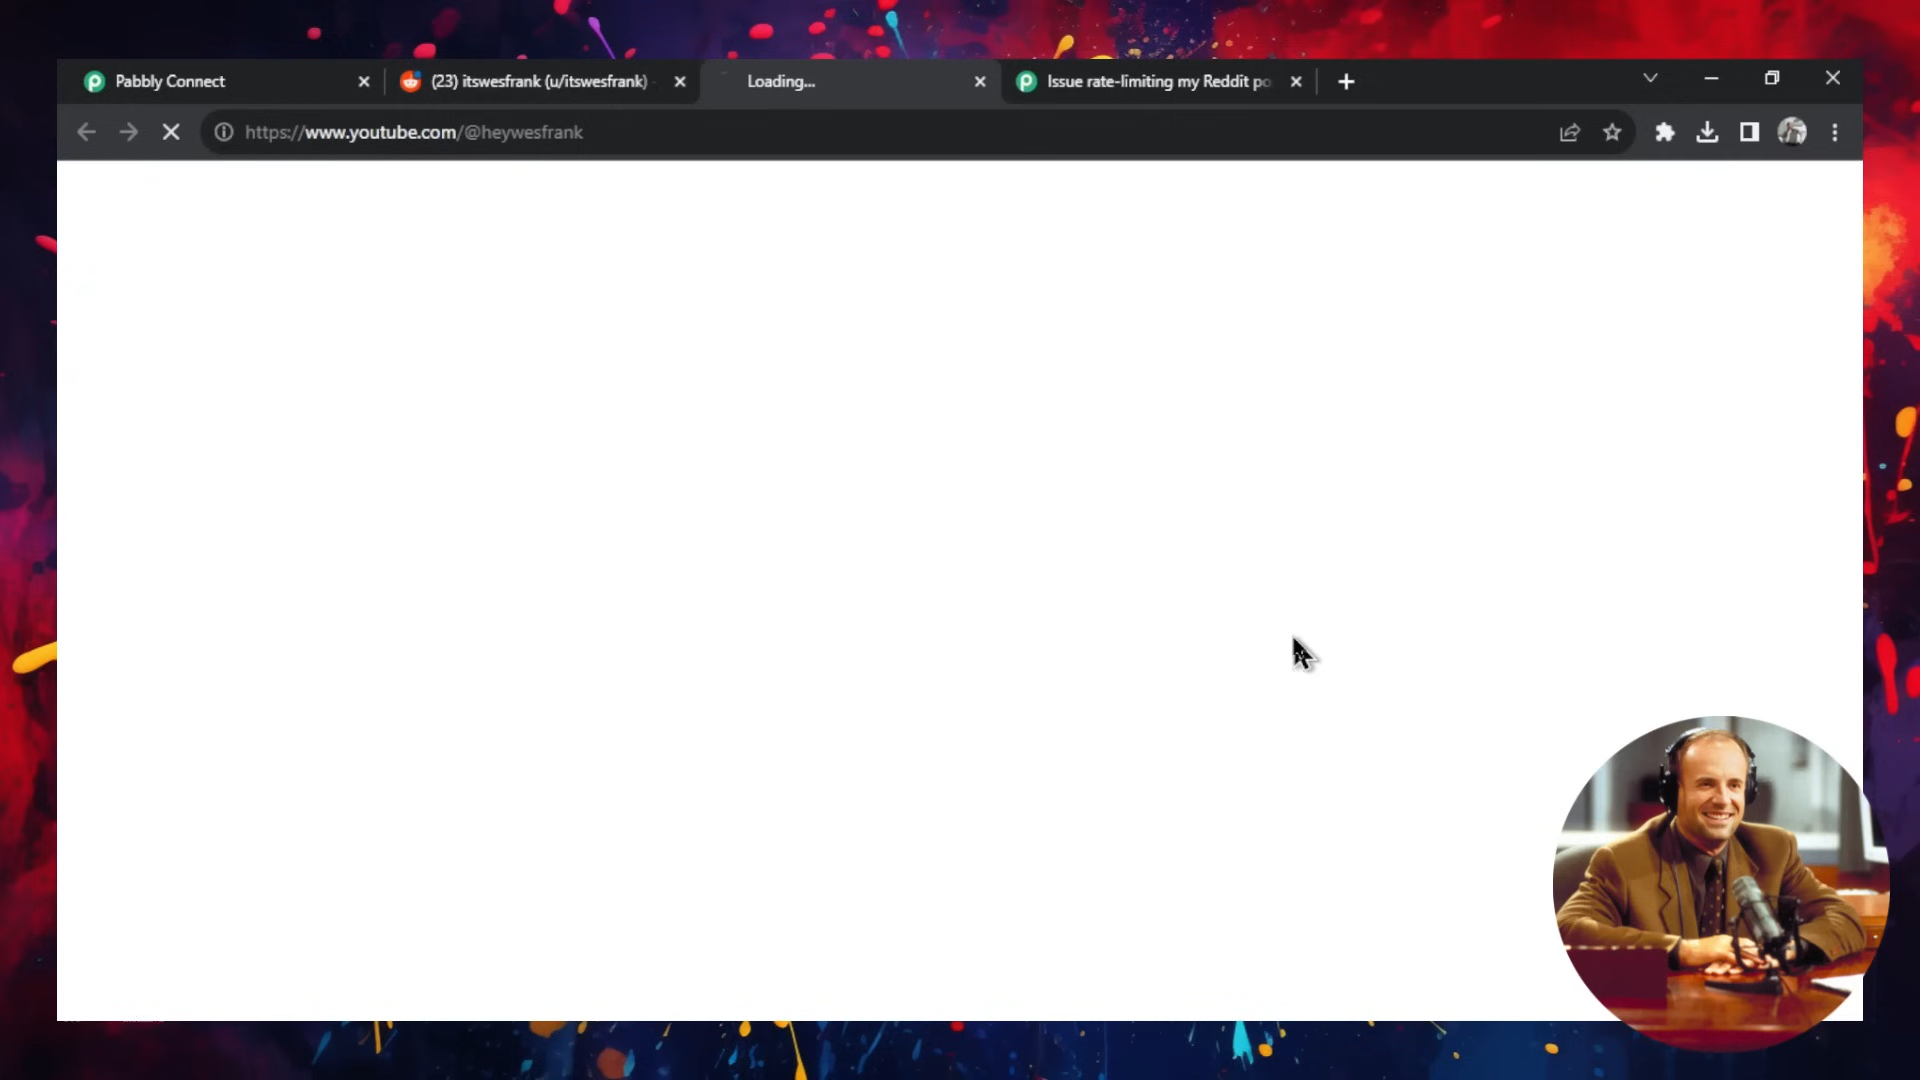 Pabbly Connect
(23) itswesfrank (u/itswesfrank)
Loading...
Issue rate-limiting my Reddit po
https://www.youtube.com/@heywesfrank